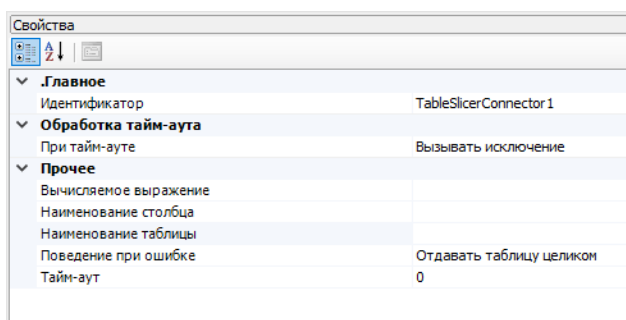 Свойства
.Главное
Идентификатор TableSlicerConnector1
Обработка тайм-аута
При тайм-ауте Вызывать исключение
Прочее
Вычисляемое выражение
Наименование столбца
Наименование таблицы
Поведение при ошибке Отдавать таблицу целиком
Тайм-аут 0